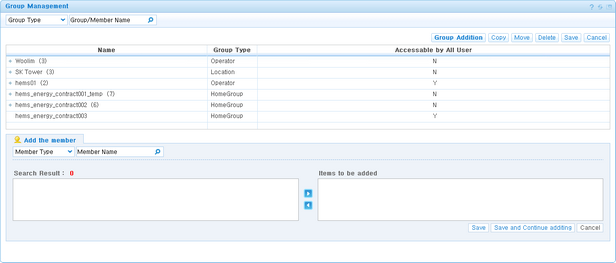 Group Management
Group Type Group/Member Name
Group Addition Copy Move Delete Save Cancel
Name Group Type Accessable by All User
Woolim (3) Operator N
SK Tower (3) Location N
hems01 (2) Operator Y
hems_energy_contract001_temp (7) HomeGroup N
hems_energy_contract002 (6) HomeGroup N
hems_energy_contract003 HomeGroup Y
Add the member
Member Type Member Name
Search Result : 0 Items to be added
Save Save and Continue additing Cancel